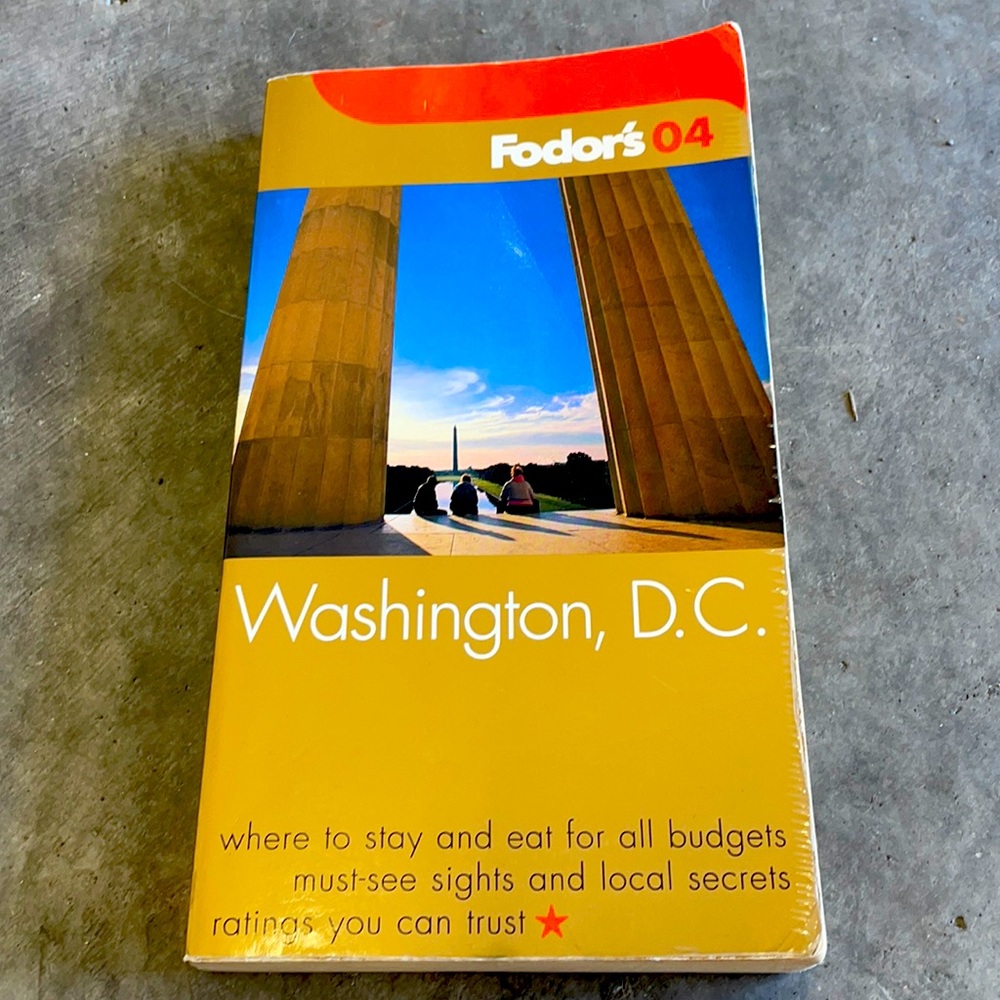 Fodor's 04
Washington, D.C.
where to stay and eat for all budgets
must-see sights and local secrets
ratings you can trust ★